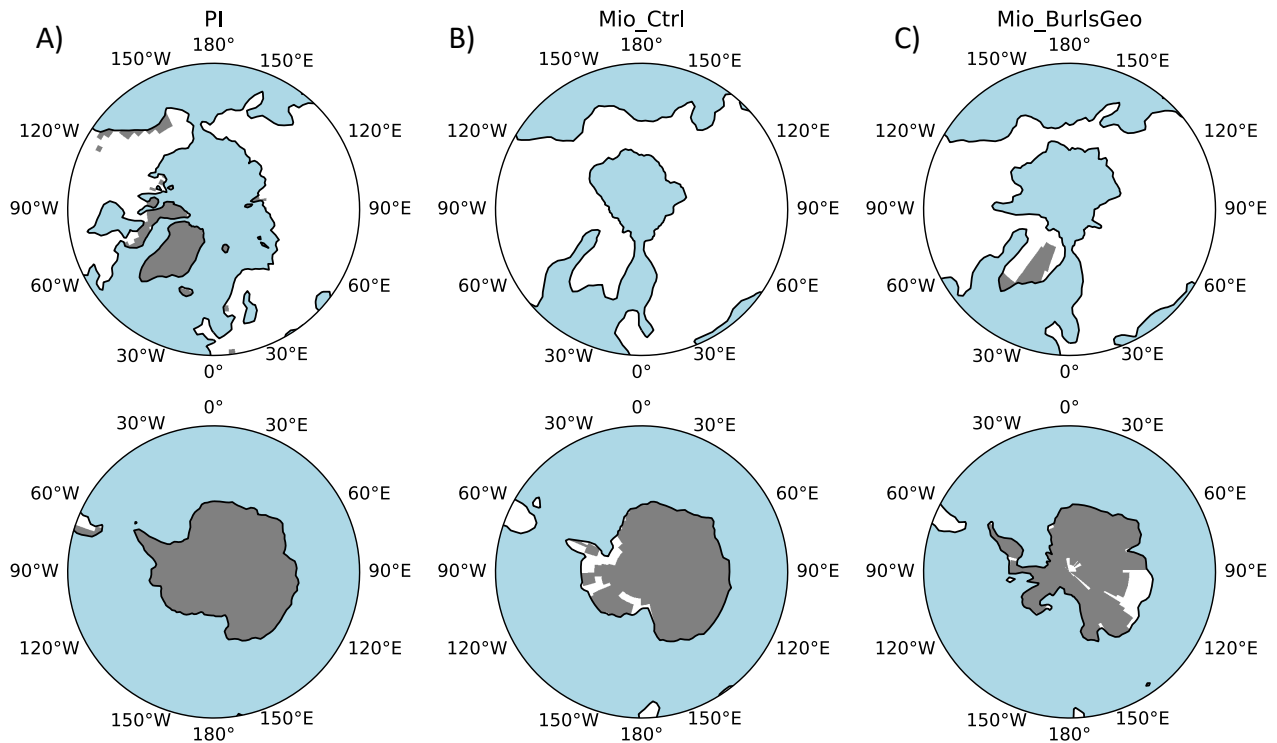 A) PI B) Mio_Ctrl C) Mio_BurlsGeo
180° 180° 180°
150°W 150°E 150°W 150°E 150°W 150°E
120°W 120°E 120°W 120°E 120°W 120°E
90°W 90°E 90°W 90°E 90°W 90°E
60°W 60°E 60°W 60°E 60°W 60°E
30°W 30°E 30°W 30°E 30°W 30°E
0° 0° 0°
0° 0° 0°
30°W 30°E 30°W 30°E 30°W 30°E
60°W 60°E 60°W 60°E 60°W 60°E
90°W 90°E 90°W 90°E 90°W 90°E
120°W 120°E 120°W 120°E 120°W 120°E
150°W 150°E 150°W 150°E 150°W 150°E
180° 180° 180°